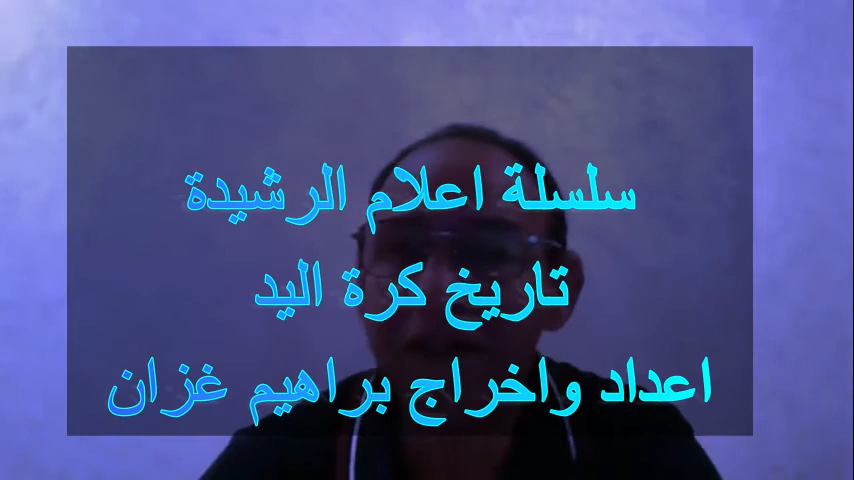 سلسلة اعلام الرشيدة
تاريخ كرة اليد
اعداد واخراج براهيم غزان